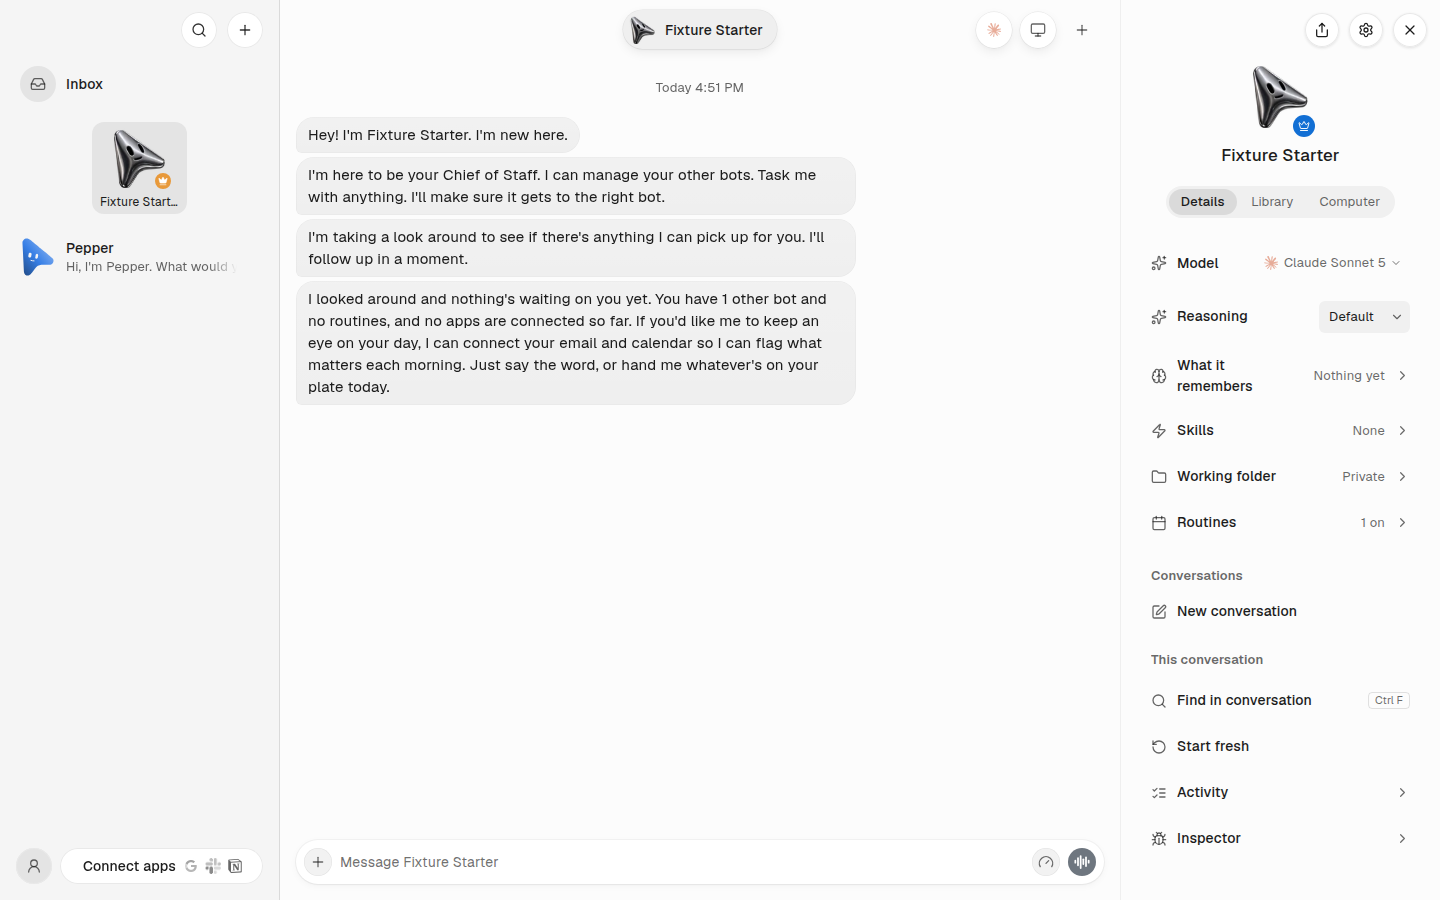 Inbox
Fixture Start...
Pepper
Hi, I'm Pepper. What would
Connect apps
Fixture Starter
Today 4:51 PM
Hey! I'm Fixture Starter. I'm new here.
I'm here to be your Chief of Staff. I can manage your other bots. Task me
with anything. I'll make sure it gets to the right bot.
I'm taking a look around to see if there's anything I can pick up for you. I'll
follow up in a moment.
I looked around and nothing's waiting on you yet. You have 1 other bot and
no routines, and no apps are connected so far. If you'd like me to keep an
eye on your day, I can connect your email and calendar so I can flag what
matters each morning. Just say the word, or hand me whatever's on your
plate today.
Message Fixture Starter
Fixture Starter
Details Library Computer
Model Claude Sonnet 5
Reasoning Default
What it
remembers Nothing yet
Skills None
Working folder Private
Routines 1 on
Conversations
New conversation
This conversation
Find in conversation Ctrl F
Start fresh
Activity
Inspector